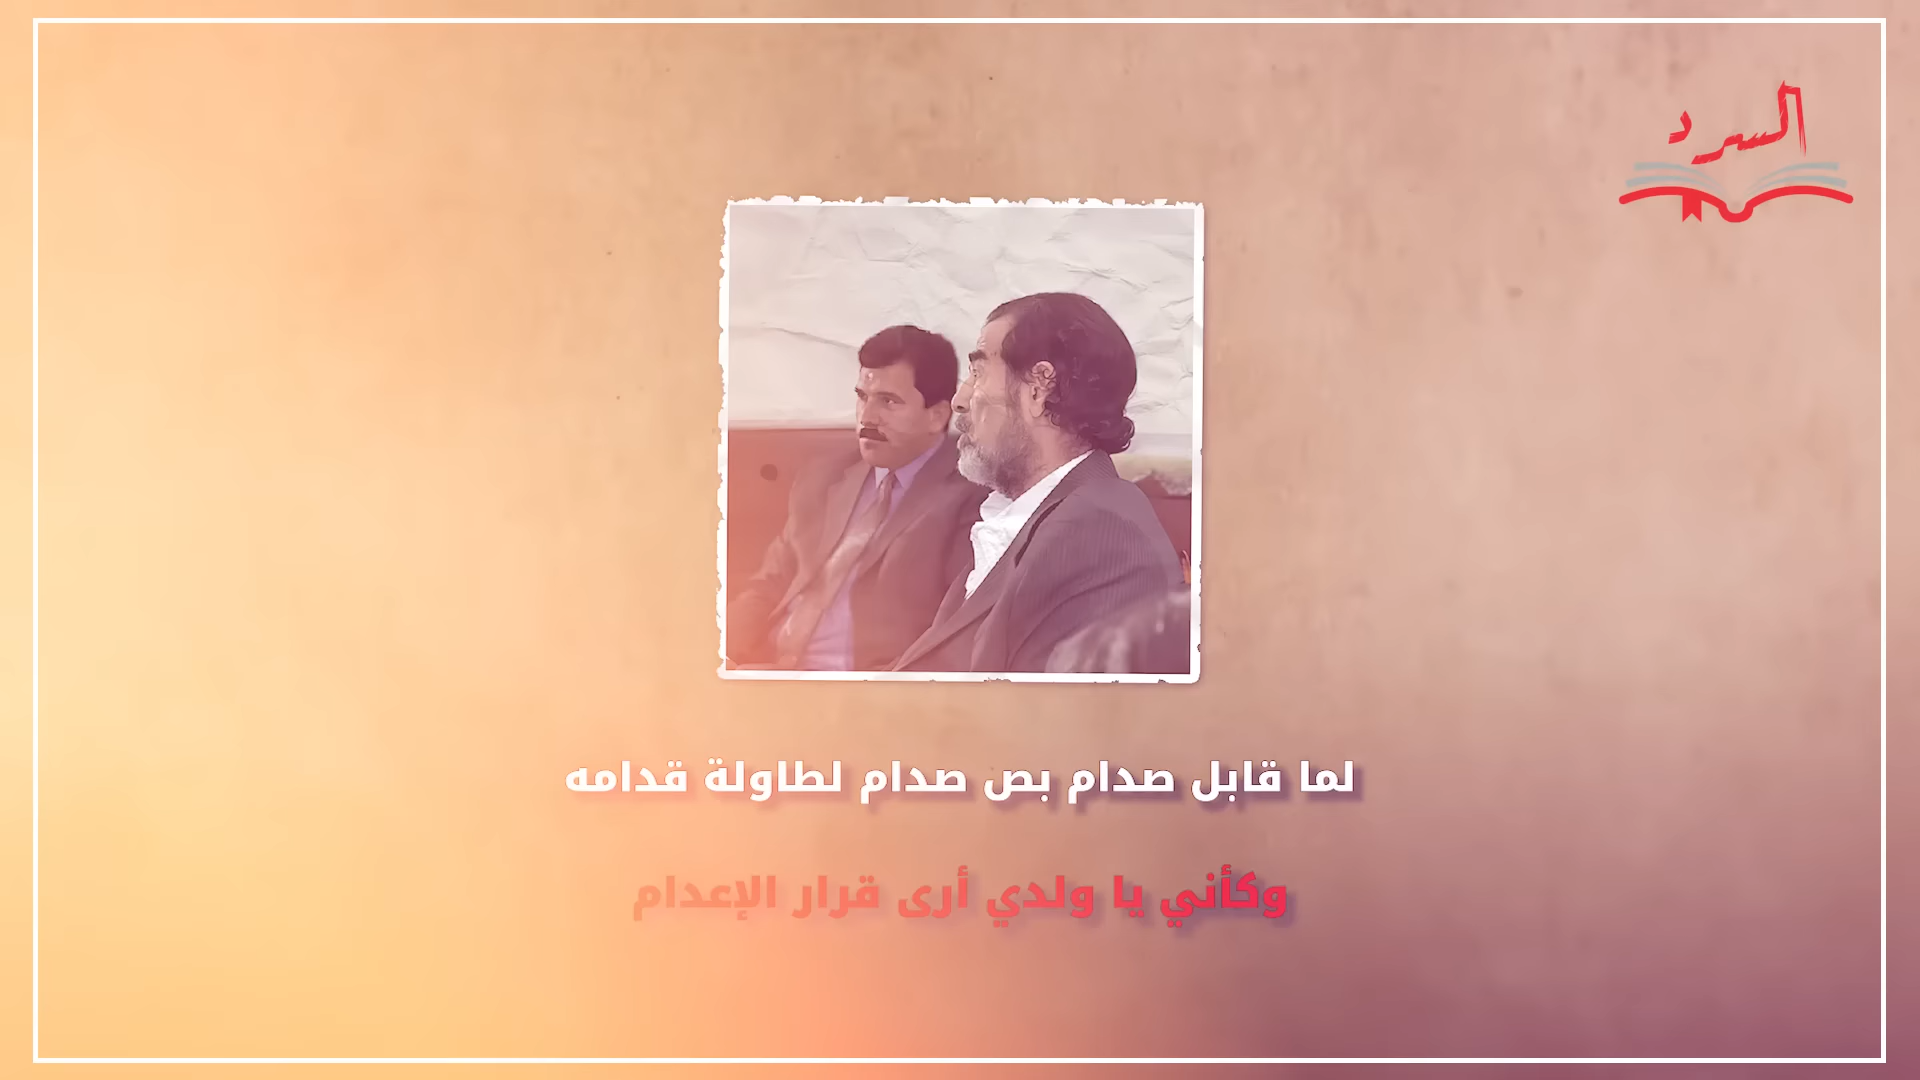 السرد
لما قابل صدام بص صدام لطاولة قدامه
وكأني يا ولدي أرى قرار الإعدام